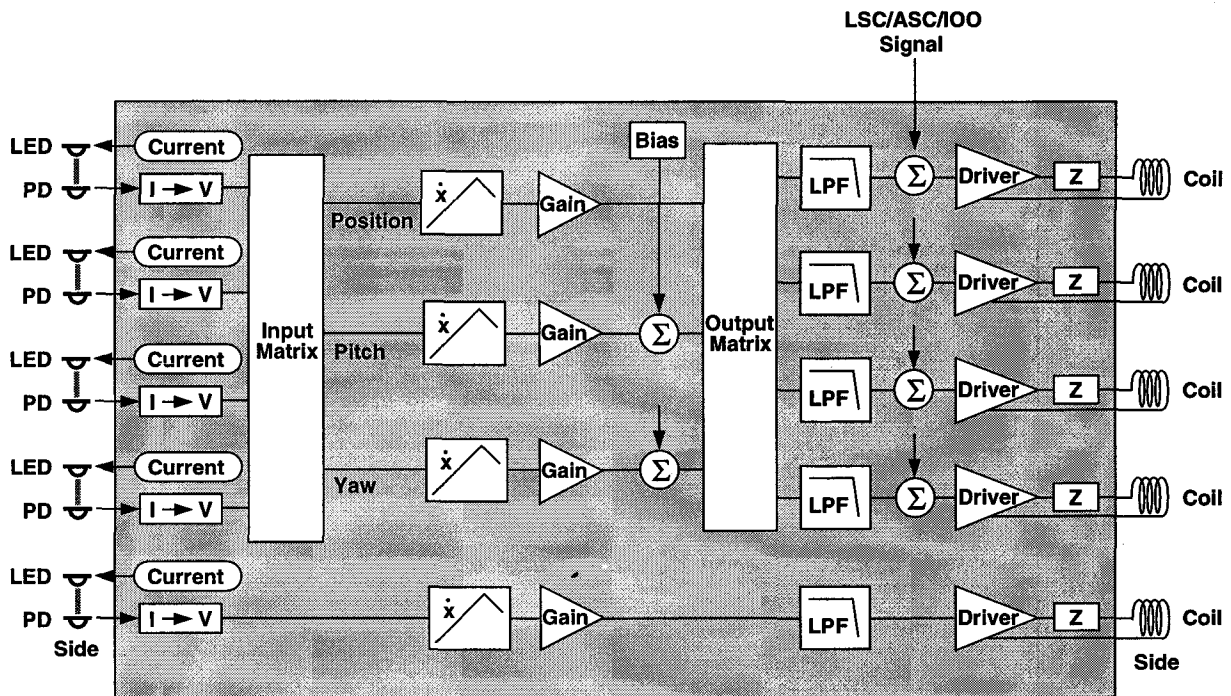 LSC/ASC/IOO
Signal
LED Current
PD I → V
Bias
LPF Σ Driver Z Coil
ẋ Gain
Position
LED Current
PD I → V
LPF Σ Driver Z Coil
Input
Matrix
Pitch
ẋ Gain Σ
Output
Matrix
LED Current
PD I → V
LPF Σ Driver Z Coil
LED Current
PD I → V
Yaw
ẋ Gain Σ
LPF Σ Driver Z Coil
LED Current
PD I → V
ẋ Gain
LPF Driver Z Coil
Side
Side